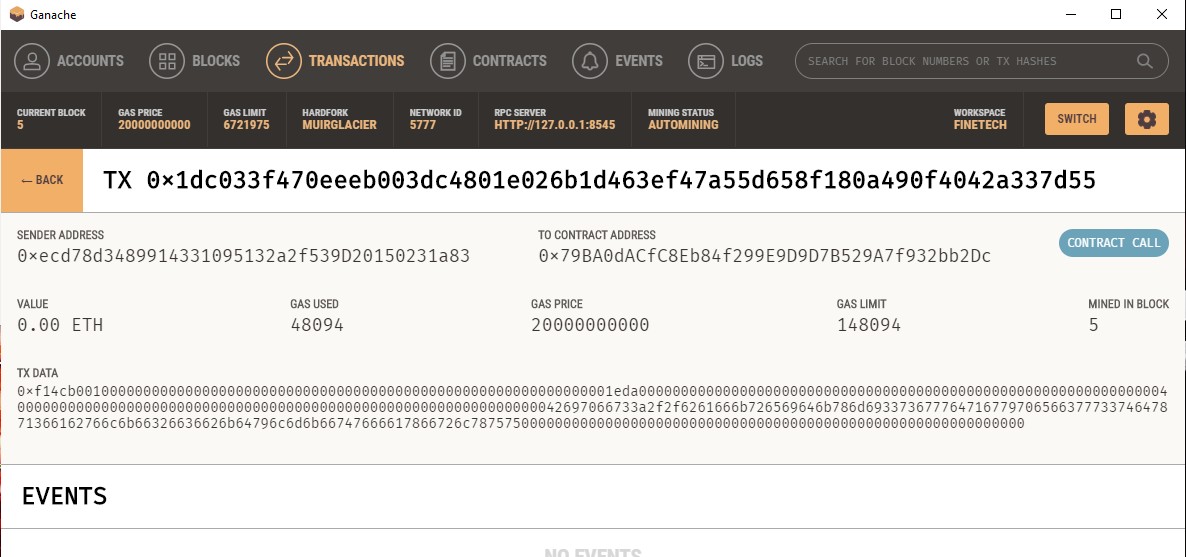 Ganache
ACCOUNTS BLOCKS TRANSACTIONS CONTRACTS EVENTS LOGS SEARCH FOR BLOCK NUMBERS OR TX HASHES
CURRENT BLOCK GAS PRICE GAS LIMIT HARDFORK NETWORK ID RPC SERVER MINING STATUS WORKSPACE
5 20000000000 6721975 MUIRGLACIER 5777 HTTP://127.0.0.1:8545 AUTOMINING FINETECH SWITCH
← BACK TX 0×1dc033f470eeeb003dc4801e026b1d463ef47a55d658f180a490f4042a337d55
SENDER ADDRESS TO CONTRACT ADDRESS
0×ecd78d3489914331095132a2f539D20150231a83 0×79BA0dACfC8Eb84f299E9D9D7B529A7f932bb2Dc CONTRACT CALL
VALUE GAS USED GAS PRICE GAS LIMIT MINED IN BLOCK
0.00 ETH 48094 20000000000 148094 5
TX DATA
EVENTS
NO EVENTS